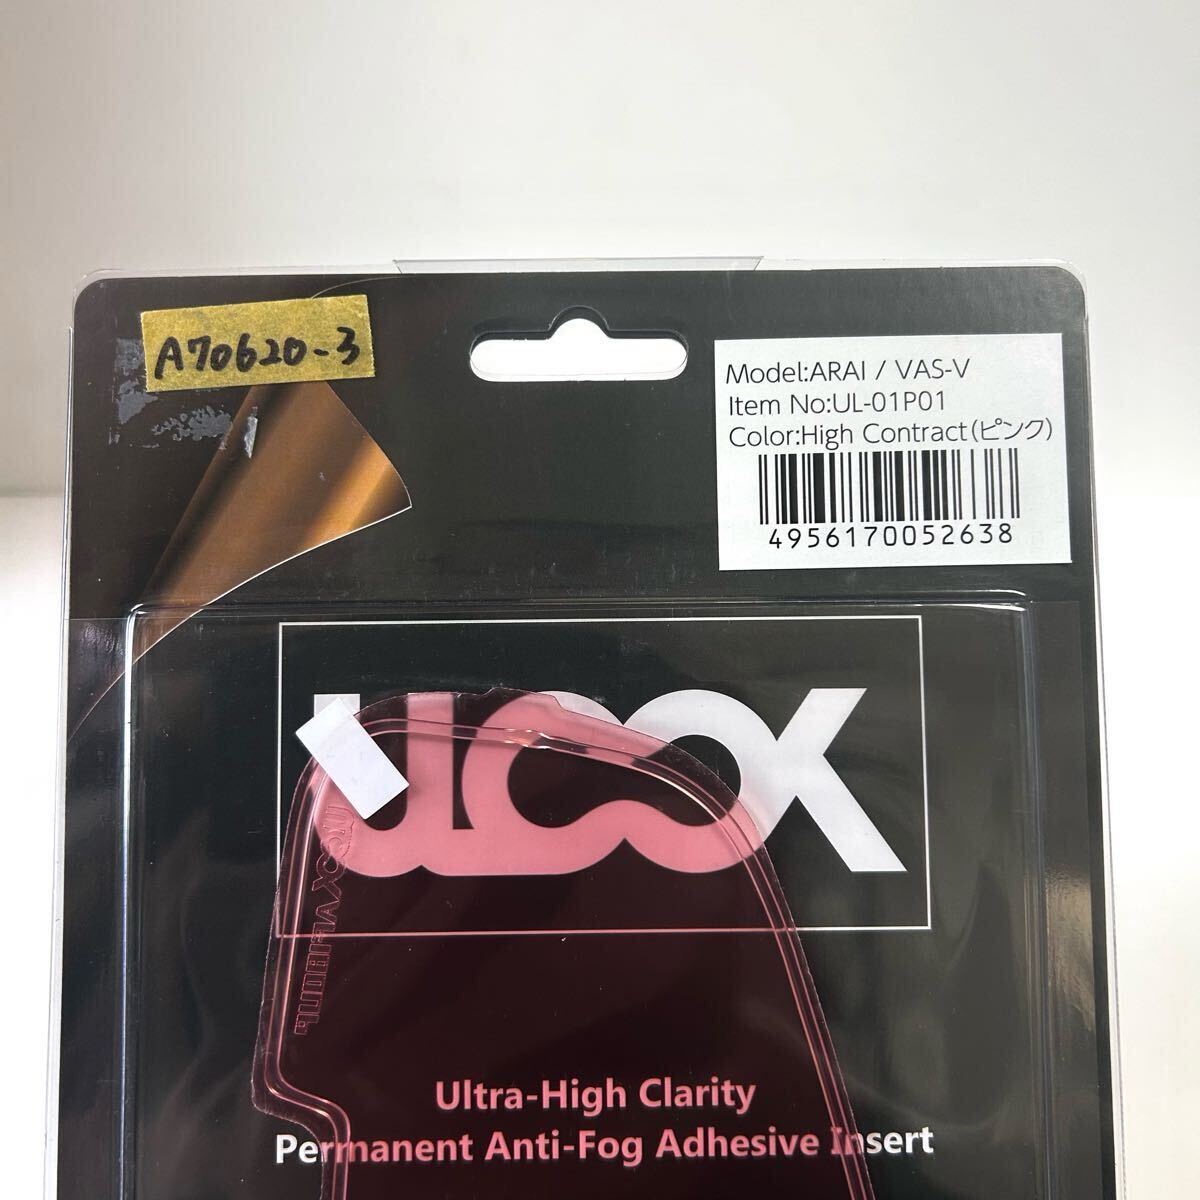 A70620-3
Model:ARAI / VAS-V
Item No:UL-01P01
Color:High Contract(ピンク)
4956170052638
Ultra-High Clarity
Permanent Anti-Fog Adhesive Insert